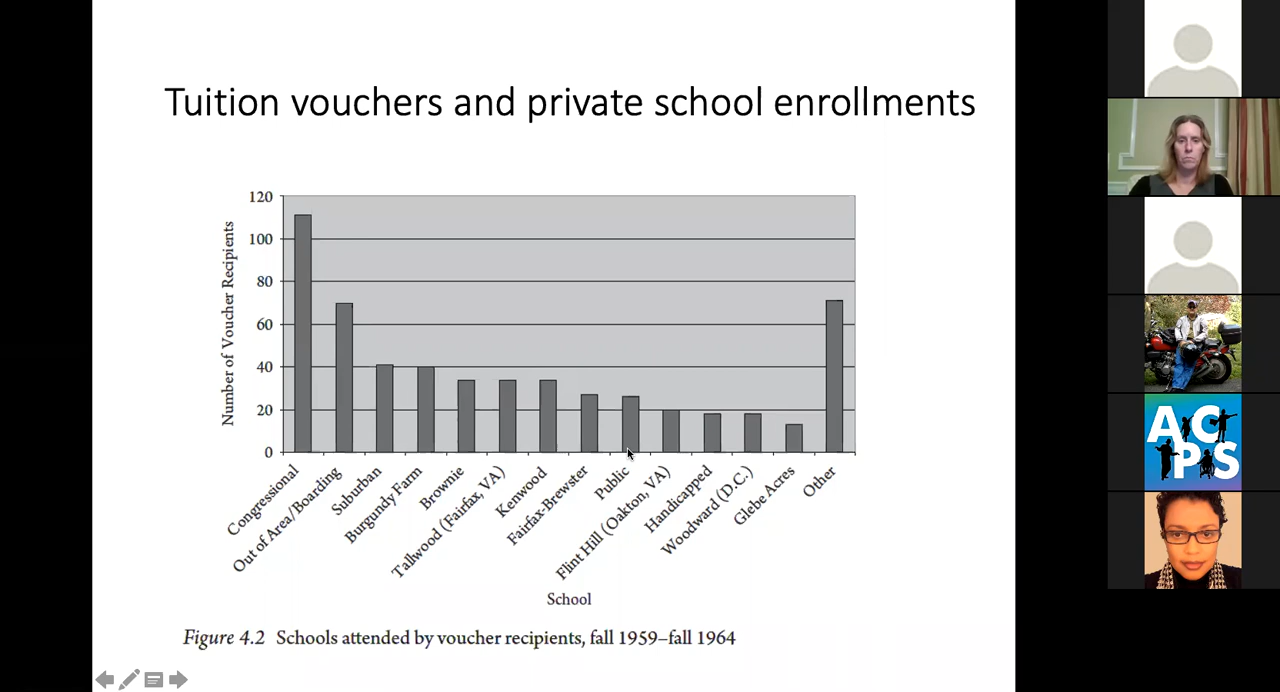 Tuition vouchers and private school enrollments
Number of Voucher Recipients
120
100
80
60
40
20
0
Congressional
Out of Area/Boarding
Suburban
Burgundy Farm
Brownie
Tallwood (Fairfax, VA)
Kenwood
Fairfax-Brewster
Public
Flint Hill (Oakton, VA)
Handicapped
Woodward (D.C.)
Glebe Acres
Other
School
Figure 4.2 Schools attended by voucher recipients, fall 1959–fall 1964
AC
PS